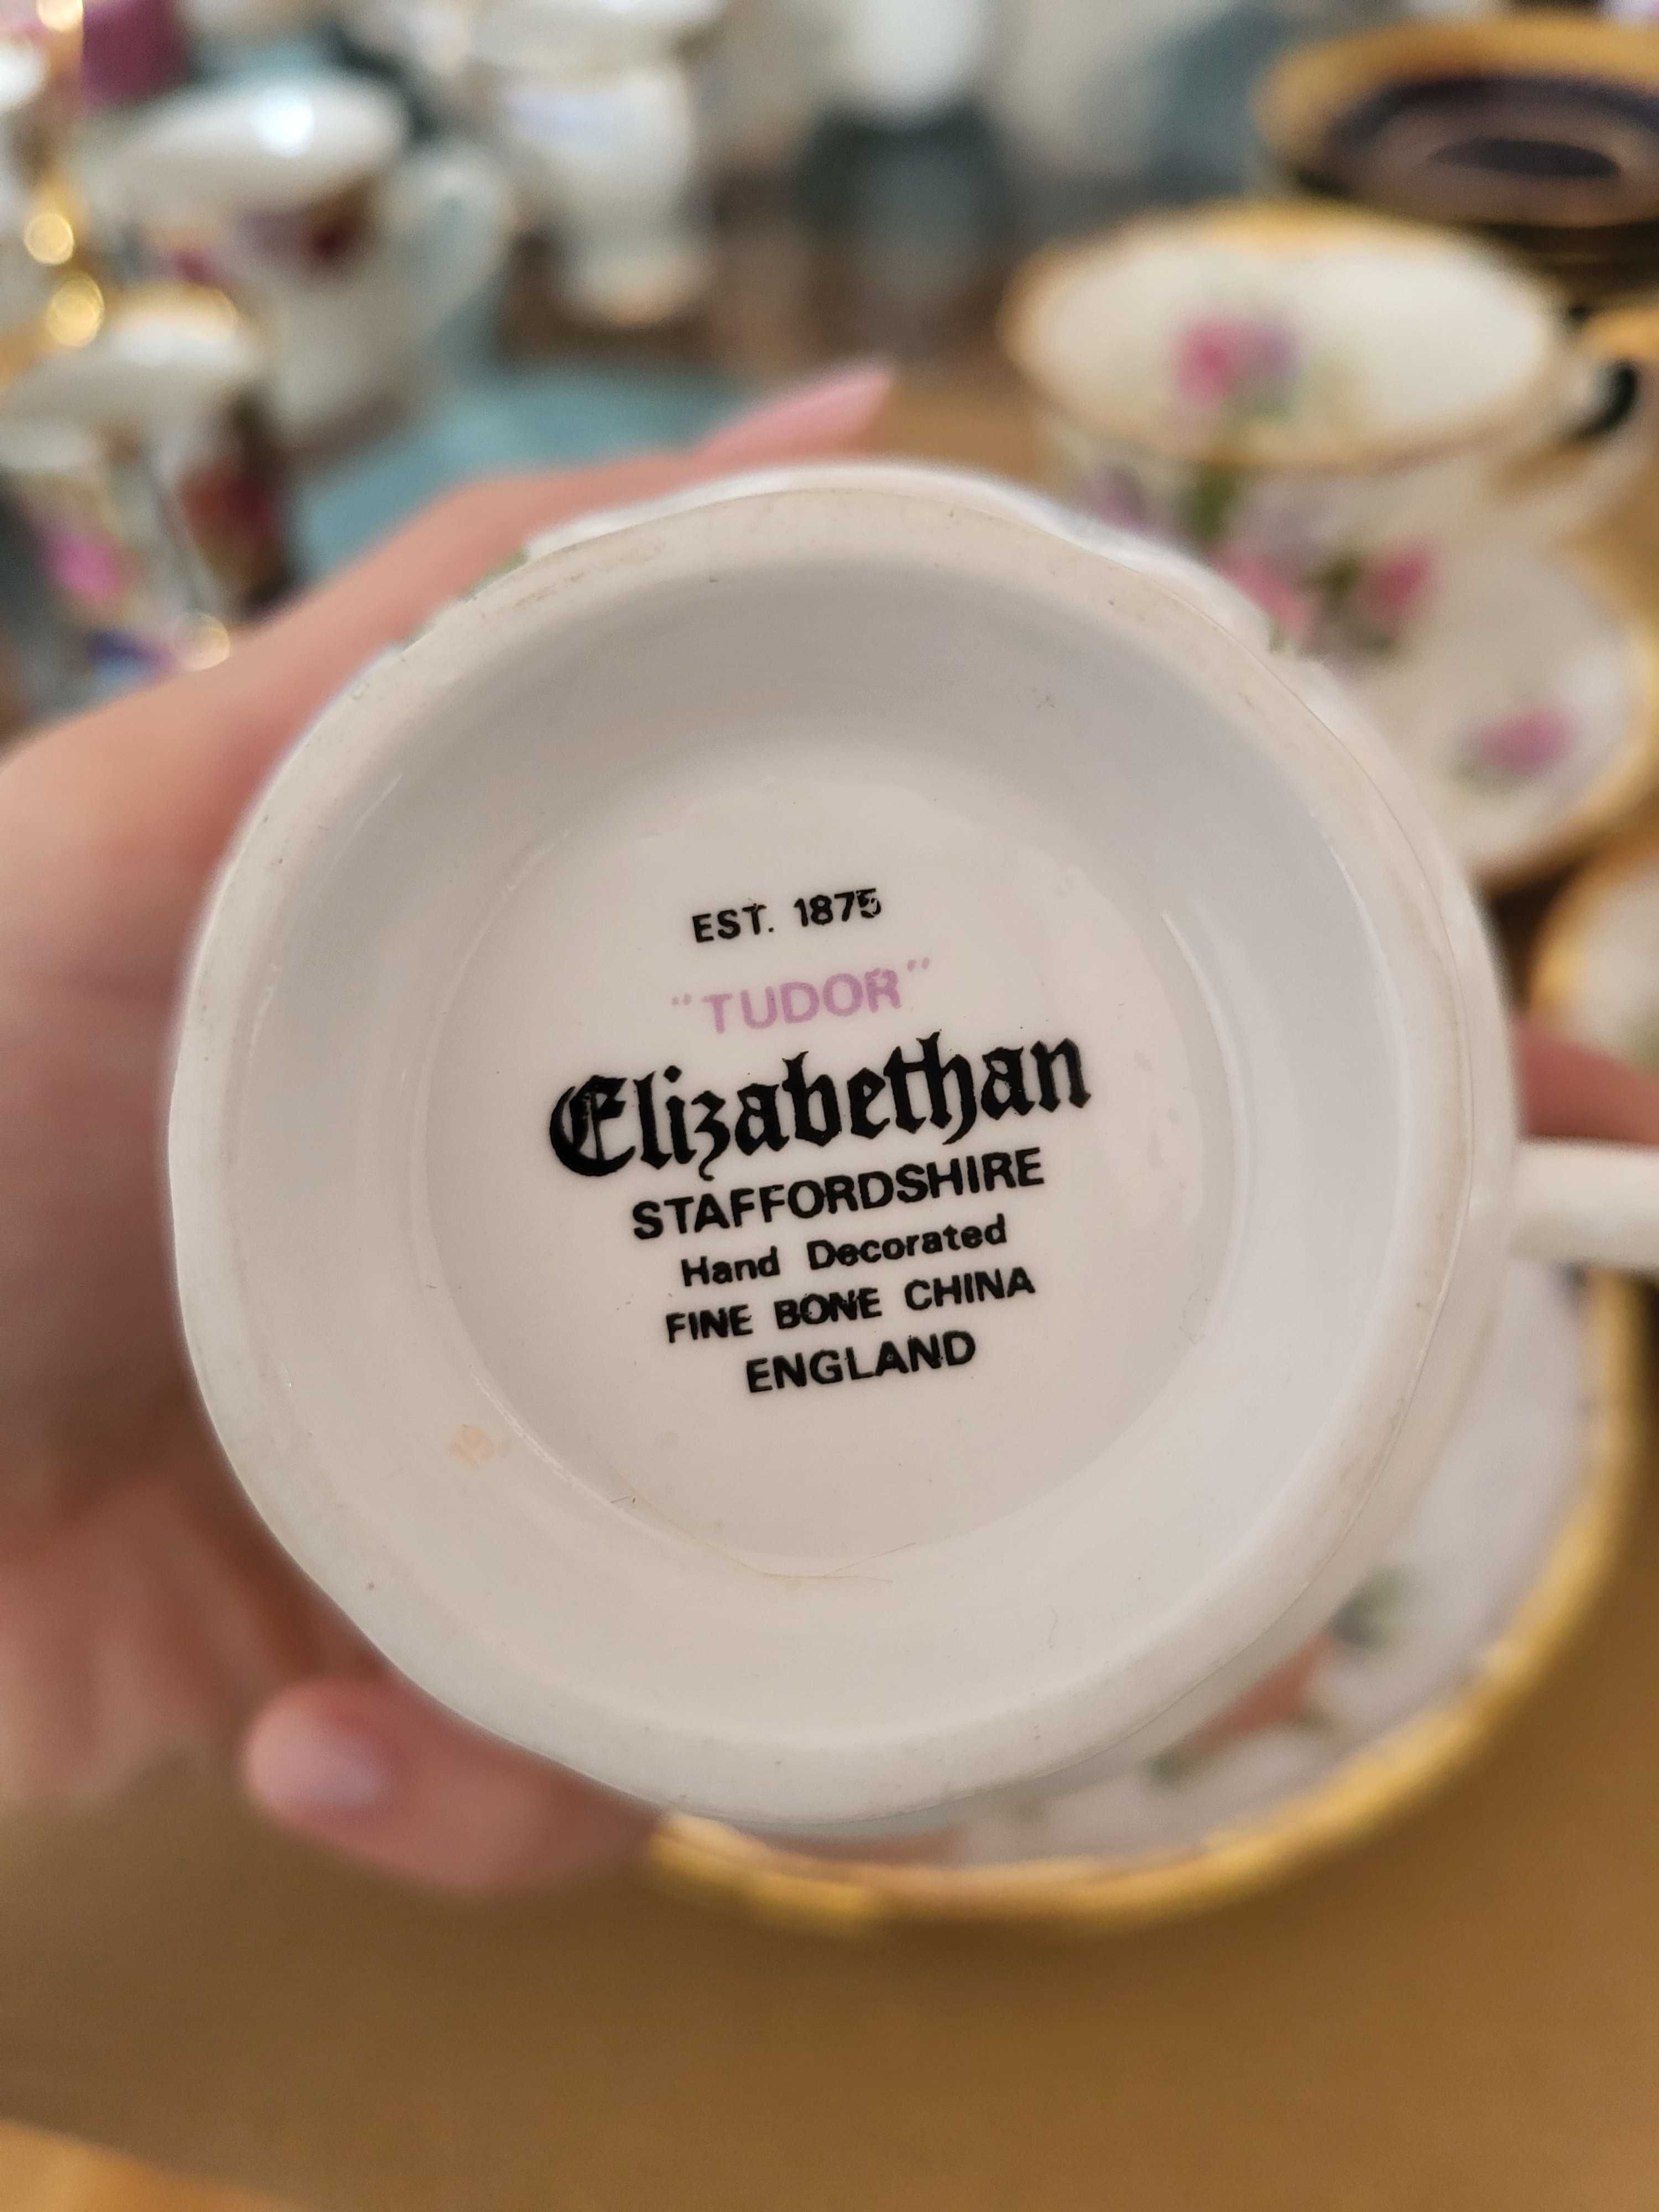 EST. 1875
"TUDOR"
Elizabethan
STAFFORDSHIRE
Hand Decorated
FINE BONE CHINA
ENGLAND